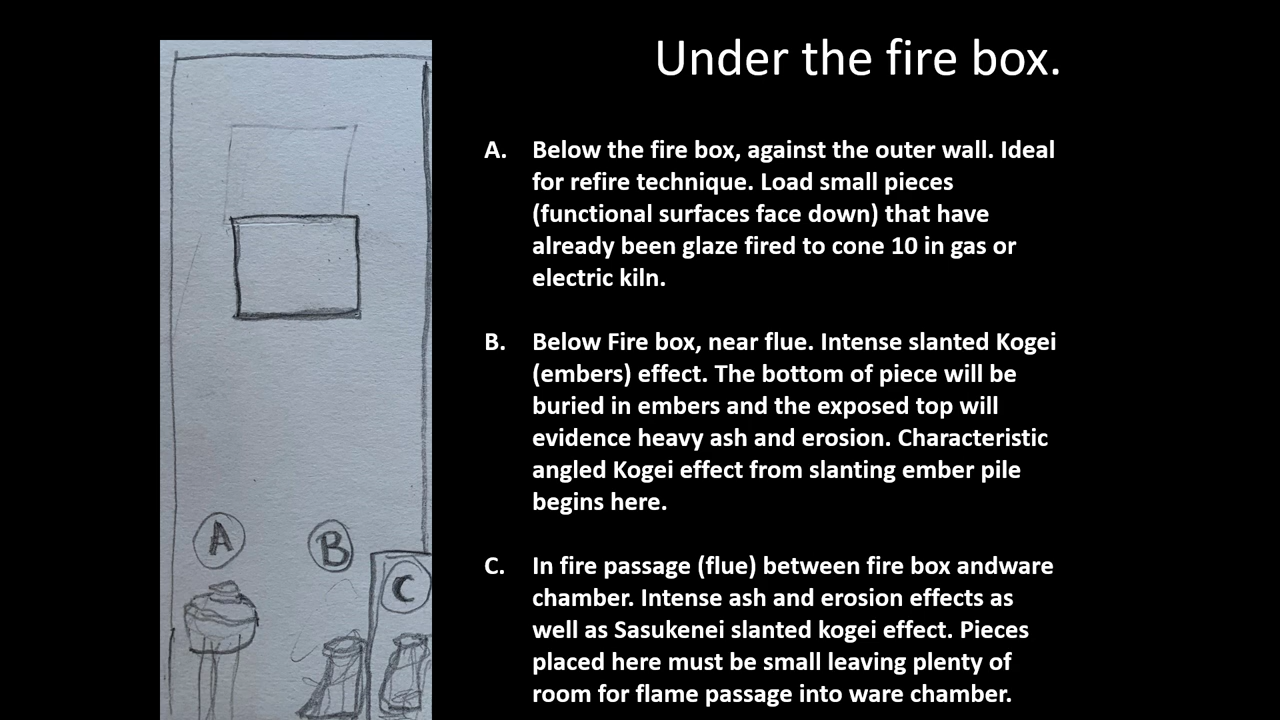 Under the fire box.
A. Below the fire box, against the outer wall. Ideal
for refire technique. Load small pieces
(functional surfaces face down) that have
already been glaze fired to cone 10 in gas or
electric kiln.
B. Below Fire box, near flue. Intense slanted Kogei
(embers) effect. The bottom of piece will be
buried in embers and the exposed top will
evidence heavy ash and erosion. Characteristic
angled Kogei effect from slanting ember pile
begins here.
C. In fire passage (flue) between fire box andware
chamber. Intense ash and erosion effects as
well as Sasukenei slanted kogei effect. Pieces
placed here must be small leaving plenty of
room for flame passage into ware chamber.
A
B
C